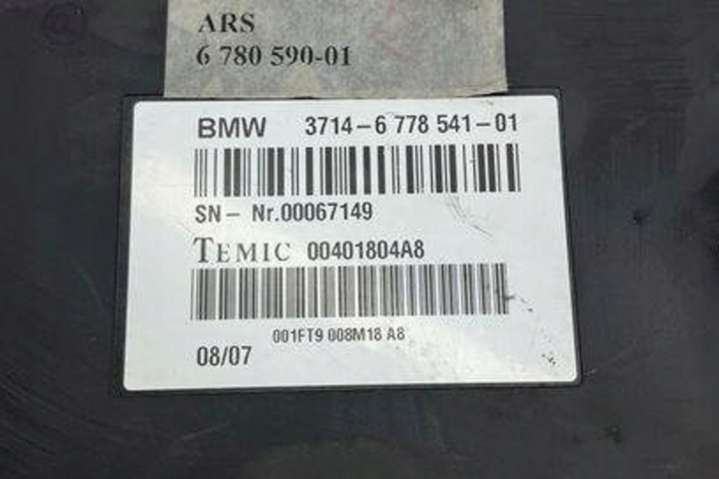 ARS
6 780 590-01
BMW 3714-6 778 541-01
SN- Nr.00067149
TEMIC 00401804A8
001FT9 008M18 A8
08/07